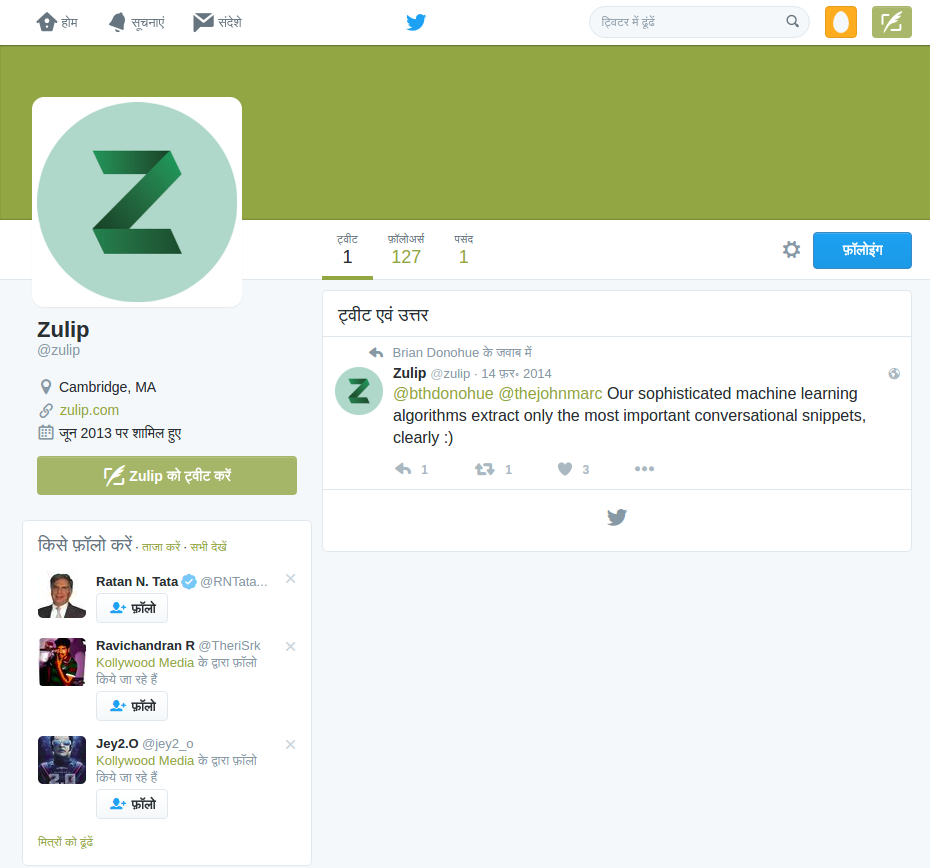 होम
सूचनाएं
संदेश
ट्विटर में ढूंढें
ट्वीट
1
फ़ॉलोअर्स
127
पसंद
1
फ़ॉलोइंग
Zulip
@zulip
Cambridge, MA
zulip.com
जून 2013 पर शामिल हुए
Zulip को ट्वीट करें
ट्वीट एवं उत्तर
Brian Donohue के जवाब में
Zulip @zulip · 14 फ़र॰ 2014
@bthdonohue @thejohnmarc Our sophisticated machine learning
algorithms extract only the most important conversational snippets,
clearly :)
1
1
3
किसे फ़ॉलो करें · ताजा करें · सभी देखें
Ratan N. Tata @RNTata...
फ़ॉलो
Ravichandran R @TheriSrk
Kollywood Media के द्वारा फ़ॉलो
किये जा रहे हैं
फ़ॉलो
Jey2.O @jey2_o
Kollywood Media के द्वारा फ़ॉलो
किये जा रहे हैं
2.0
फ़ॉलो
मित्रों को ढूंढें